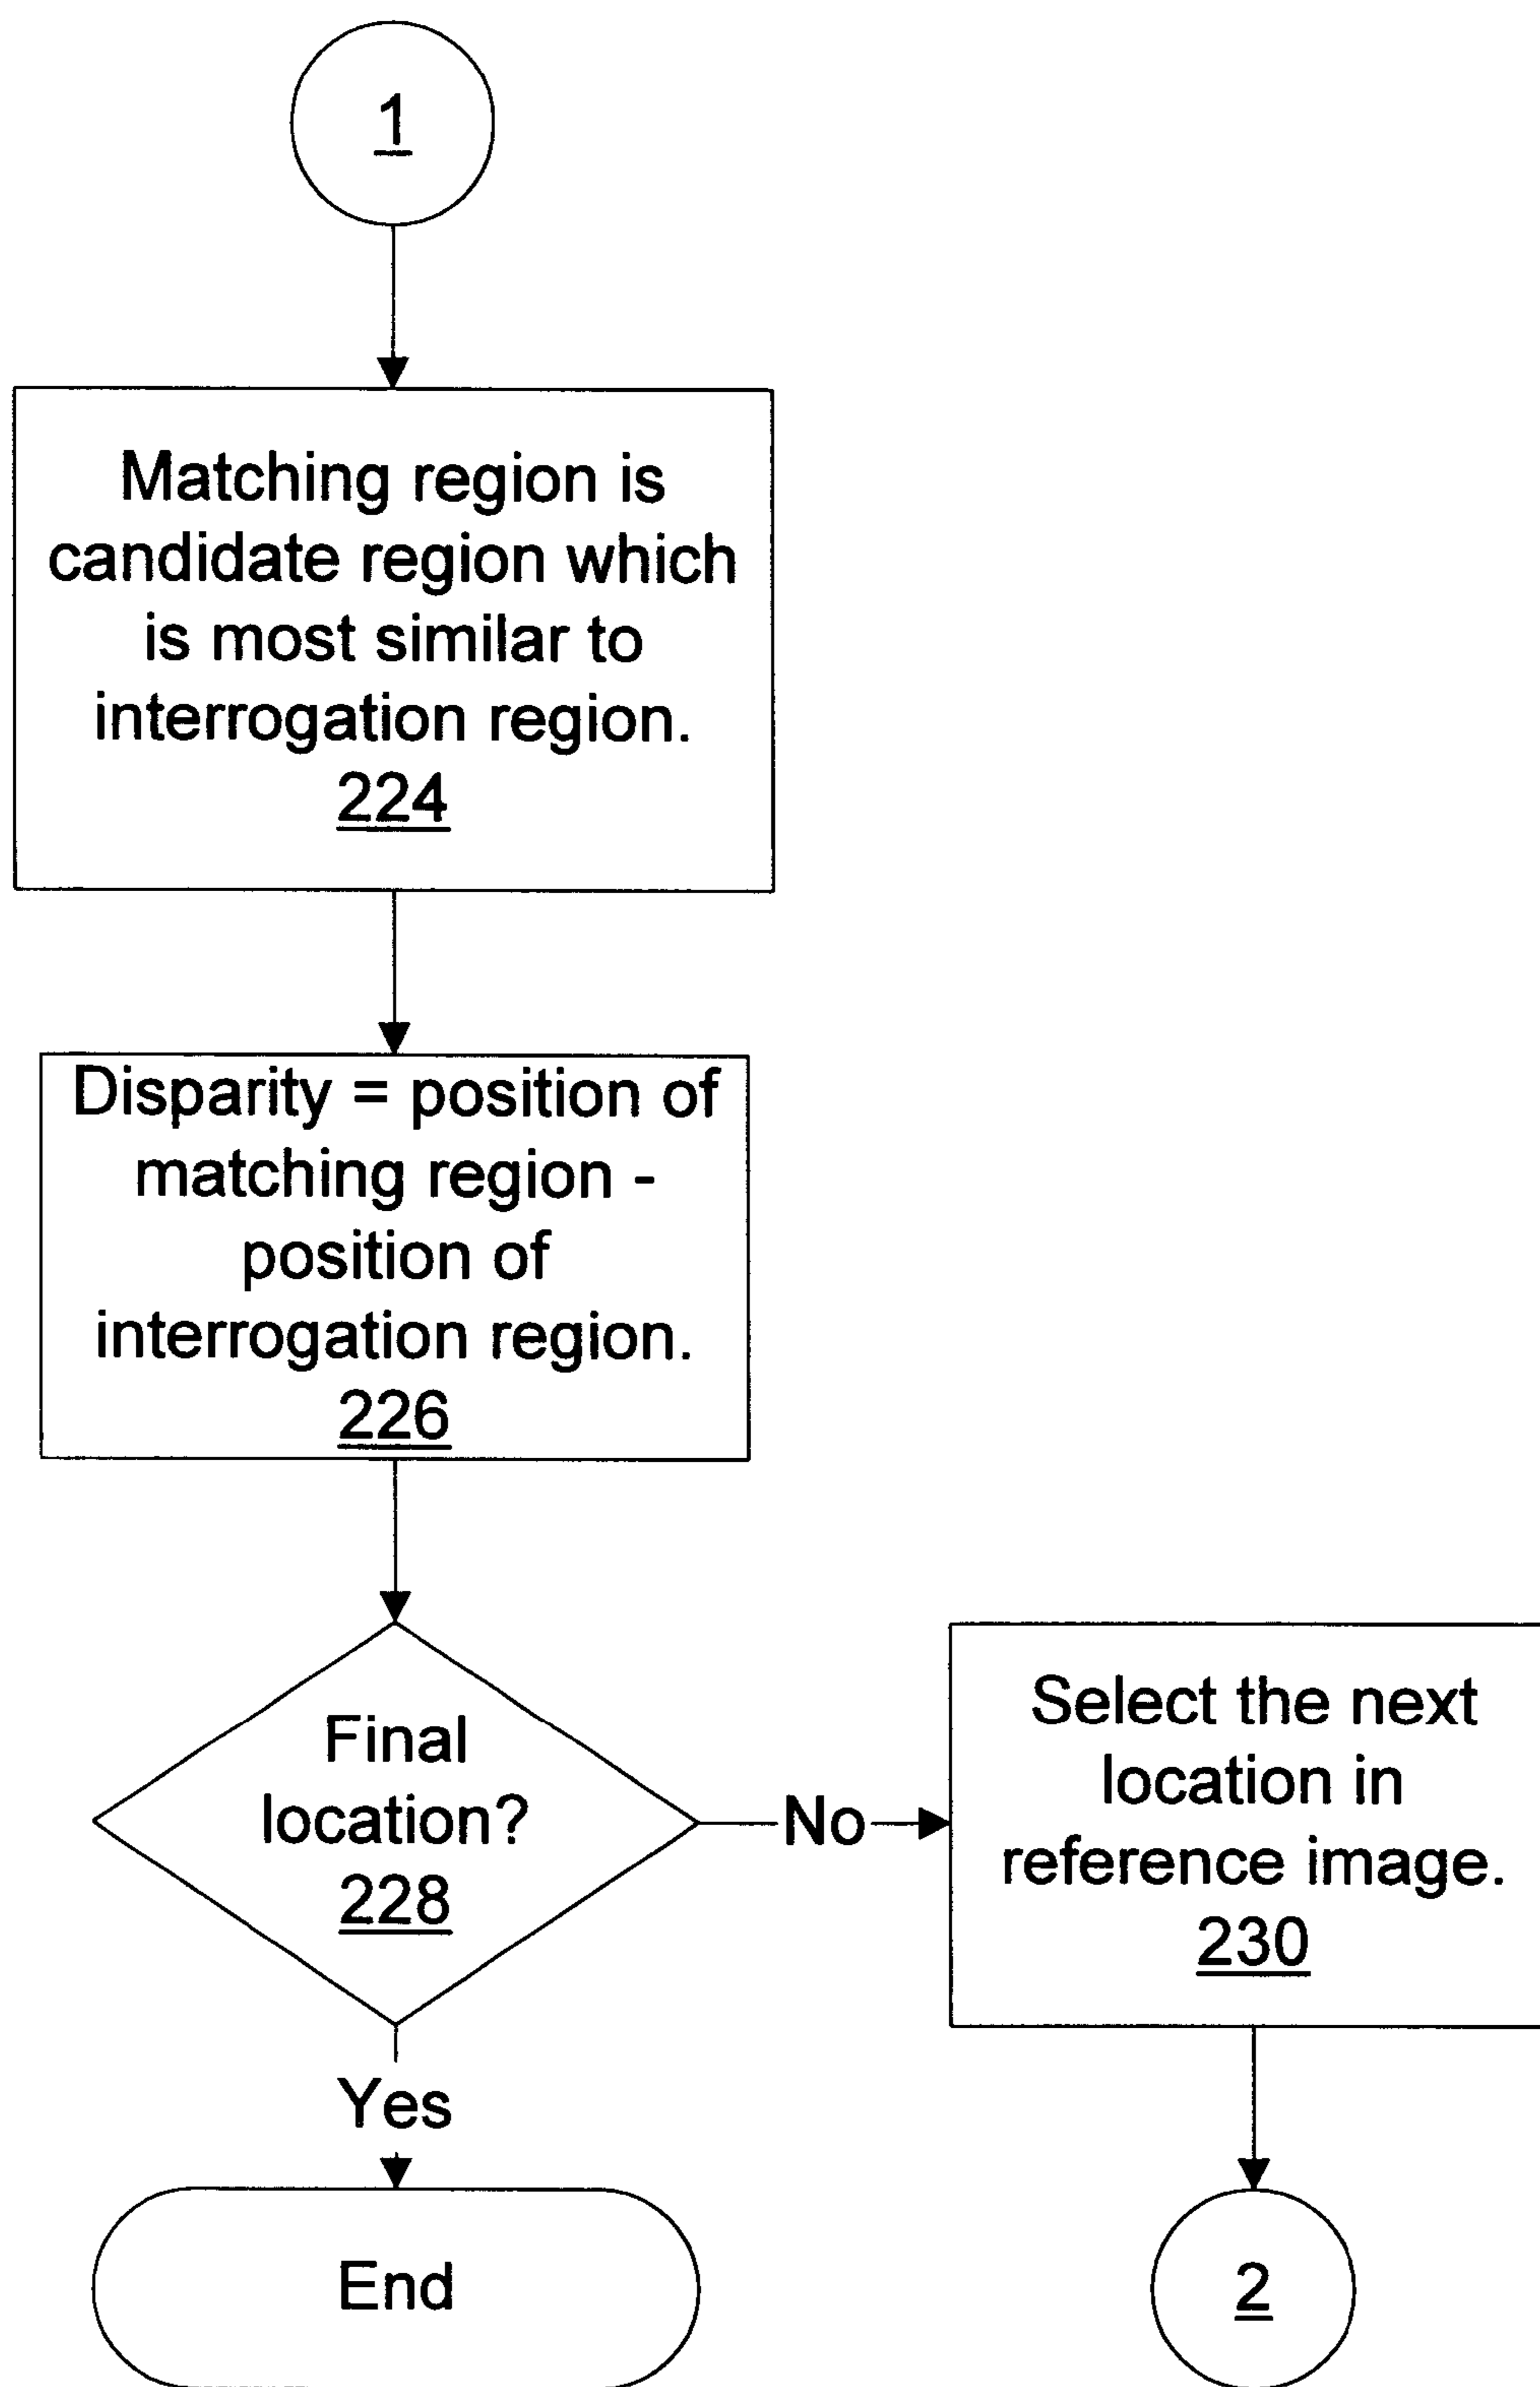 1
Matching region is
candidate region which
is most similar to
interrogation region.
224
Disparity = position of
matching region -
position of
interrogation region.
226
Final
location?
228
No
Select the next
location in
reference image.
230
Yes
End
2